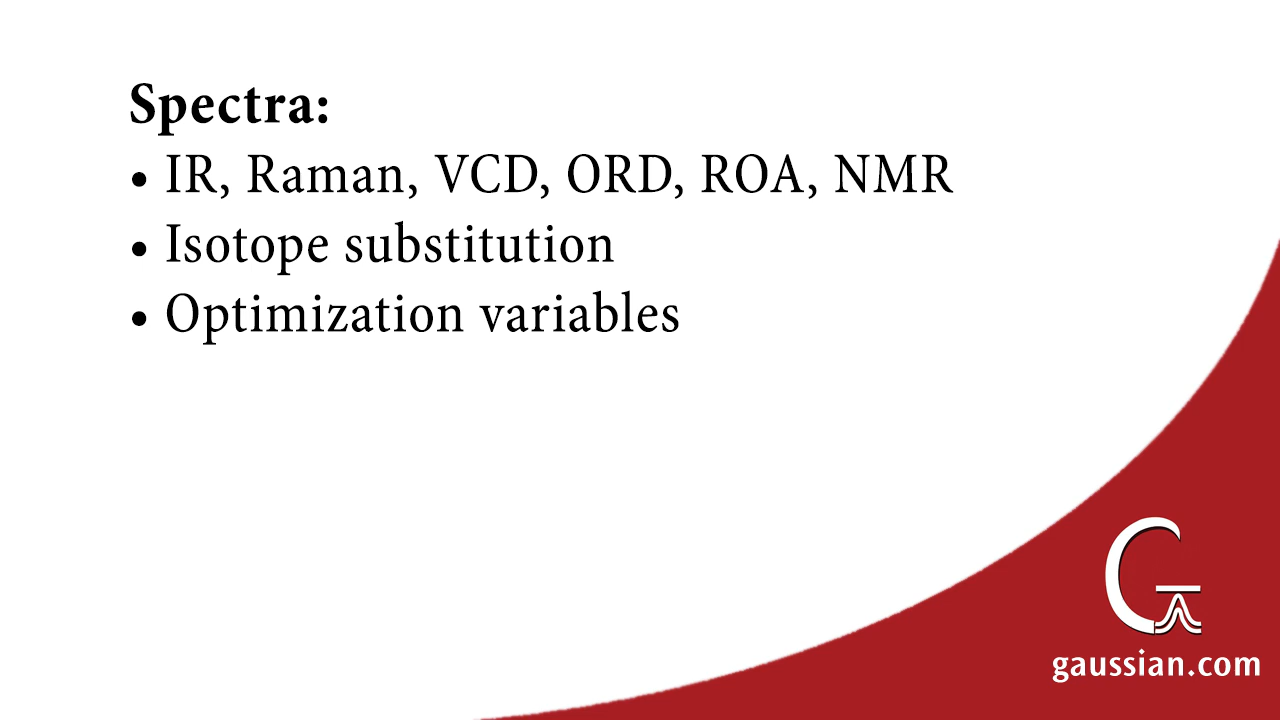 Spectra:
• IR, Raman, VCD, ORD, ROA, NMR
• Isotope substitution
• Optimization variables
gaussian.com